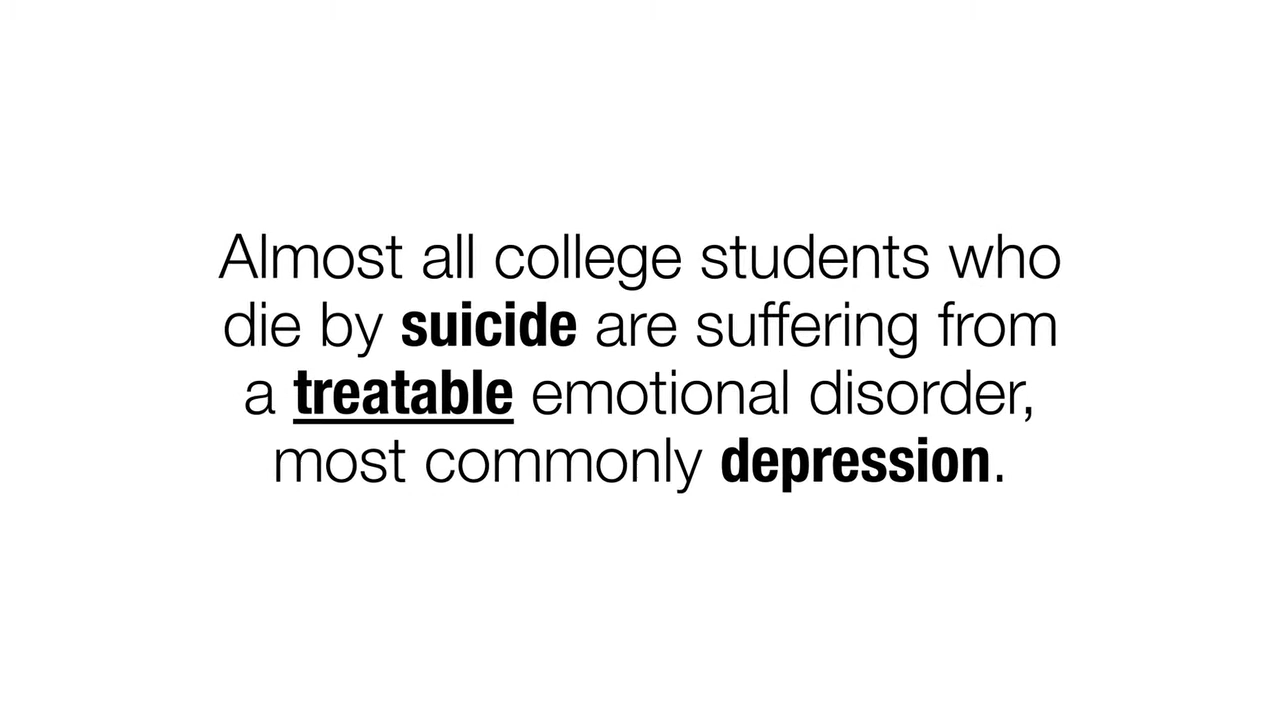 Almost all college students who
die by suicide are suffering from
a treatable emotional disorder,
most commonly depression.